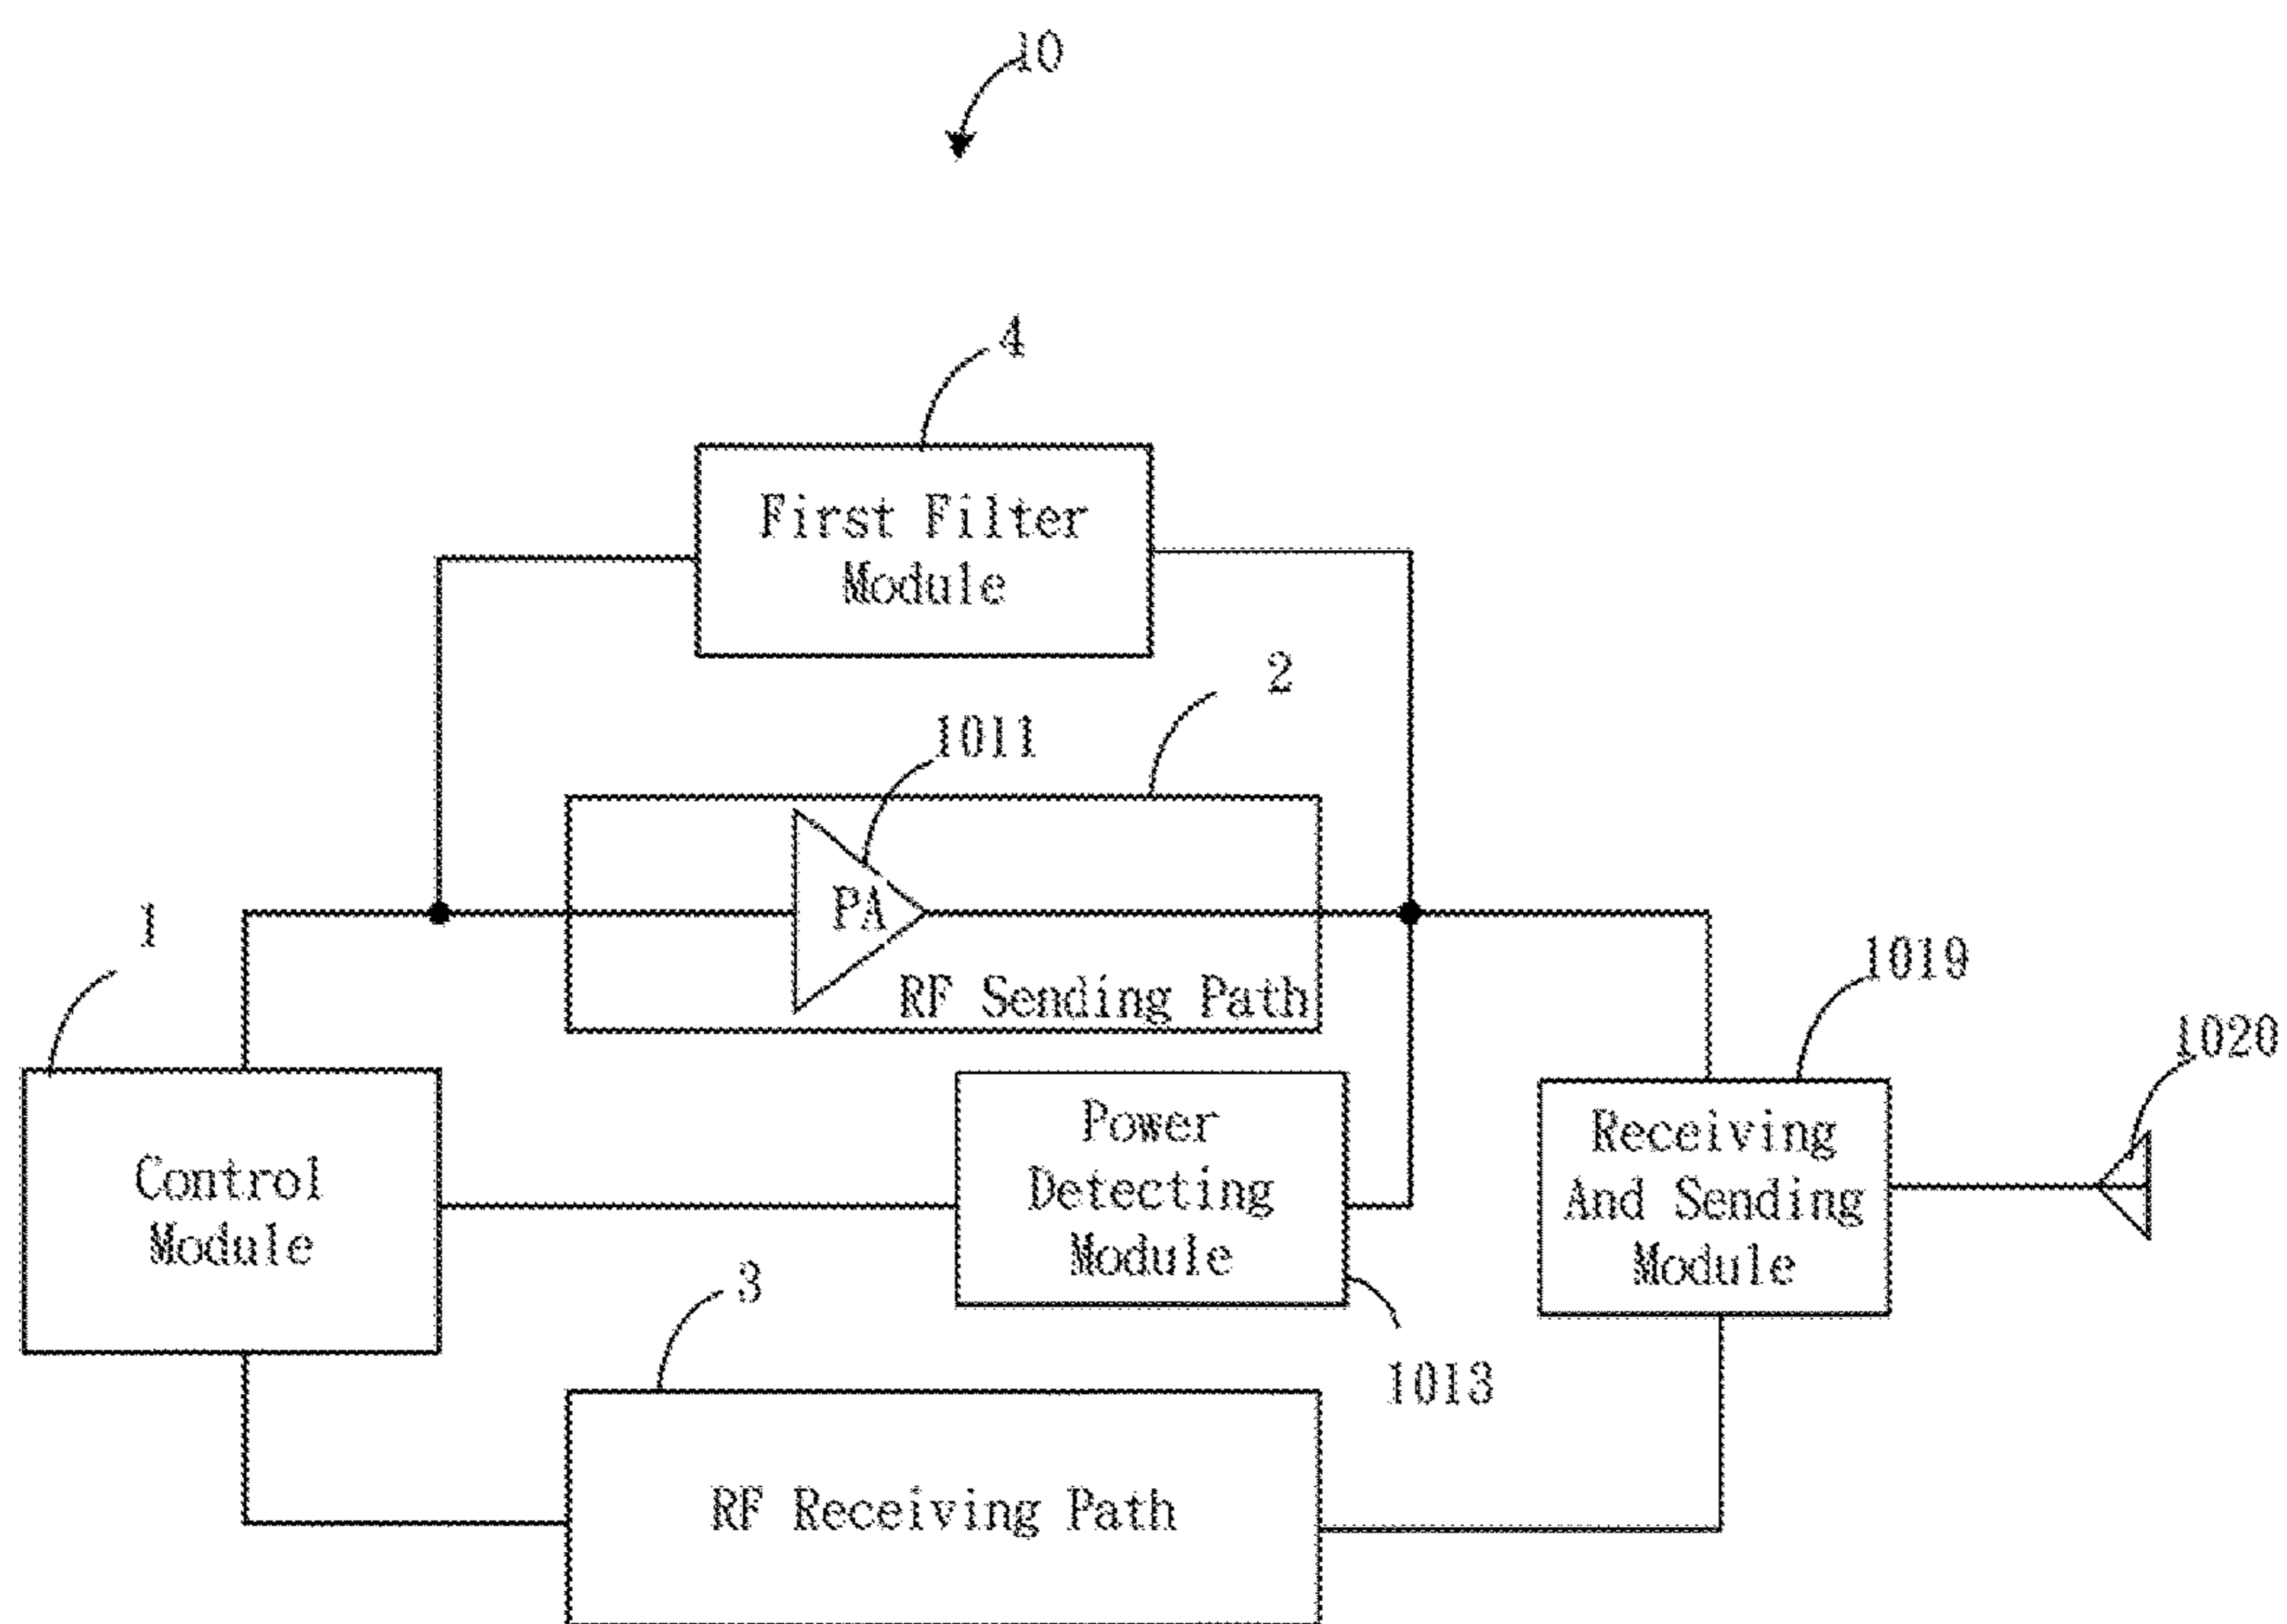 10
4
First Filter
Module
2
1011
PA
RF Sending Path
1
1019
1020
Control
Module
Power
Detecting
Module
Receiving
And Sending
Module
3
1013
RF Receiving Path